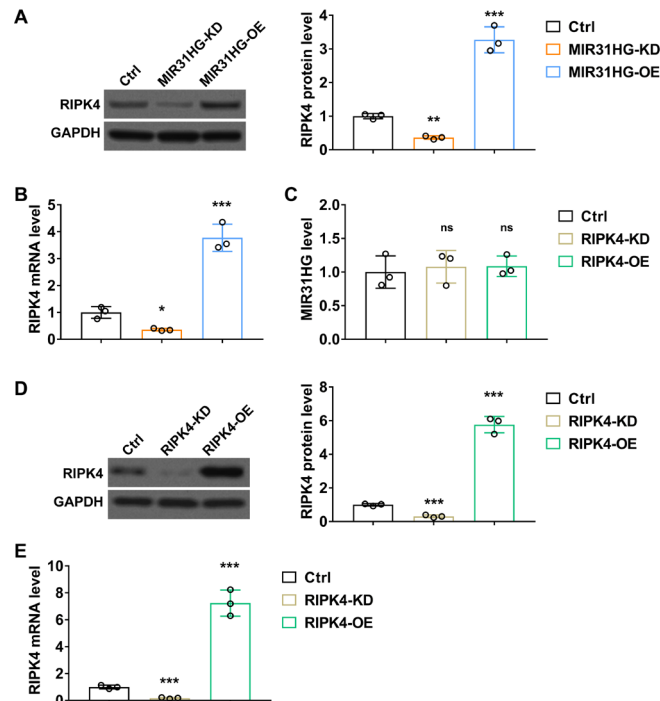 A
Ctrl
MIR31HG-KD
MIR31HG-OE
RIPK4
GAPDH
RIPK4 protein level
4
3
2
1
0
**
***
Ctrl
MIR31HG-KD
MIR31HG-OE
B
RIPK4 mRNA level
5
4
3
2
1
0
*
***
C
MIR31HG level
2.0
1.5
1.0
0.5
0.0
ns
ns
Ctrl
RIPK4-KD
RIPK4-OE
D
Ctrl
RIPK4-KD
RIPK4-OE
RIPK4
GAPDH
RIPK4 protein level
8
6
4
2
0
***
***
Ctrl
RIPK4-KD
RIPK4-OE
E
RIPK4 mRNA level
10
8
6
4
2
0
***
***
Ctrl
RIPK4-KD
RIPK4-OE